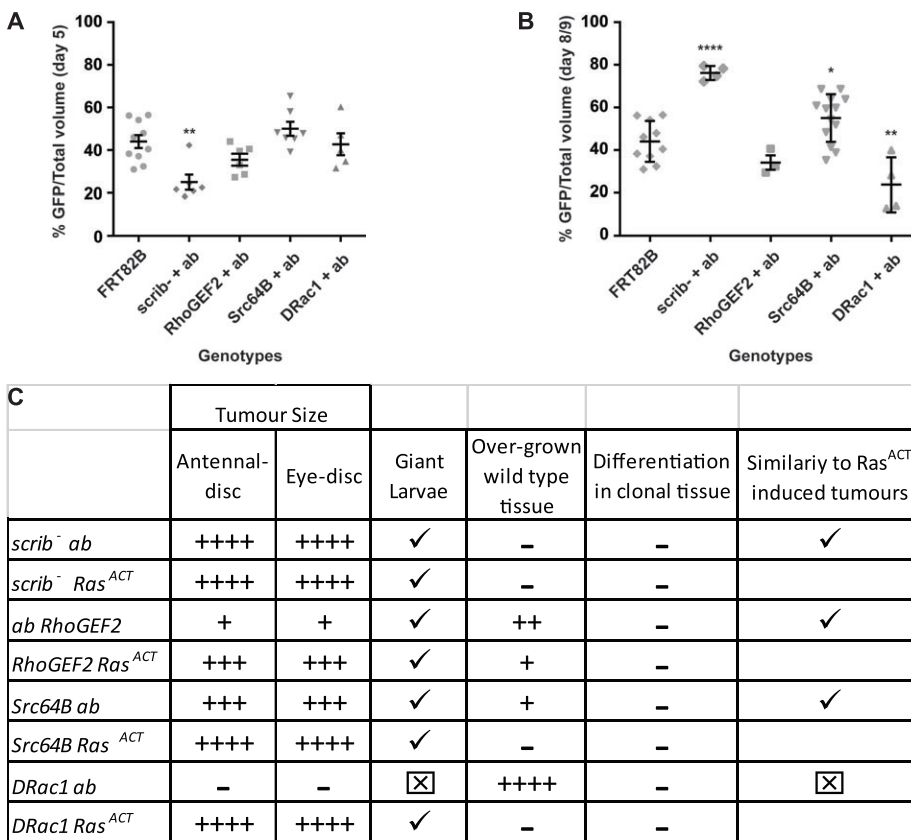 A
% GFP/Total volume (day 5)
100
80
60
40
20
0
**
FRT82B
scrib- + ab
RhoGEF2 + ab
Src64B + ab
DRac1 + ab
Genotypes
B
% GFP/Total volume (day 8/9)
100
80
60
40
20
0
****
*
**
FRT82B
scrib- + ab
RhoGEF2 + ab
Src64B + ab
DRac1 + ab
Genotypes
C
Tumour Size
Antennal-
disc
Eye-disc
Giant
Larvae
Over-grown
wild type
tissue
Differentiation
in clonal tissue
Similariy to Ras^ACT
induced tumours
scrib⁻ ab ++++ ++++ ✓ – – ✓
scrib⁻ Ras^ACT ++++ ++++ ✓ – –
ab RhoGEF2 + + ✓ ++ – ✓
RhoGEF2 Ras^ACT +++ +++ ✓ + –
Src64B ab +++ +++ ✓ + – ✓
Src64B Ras ^ACT ++++ ++++ ✓ – –
DRac1 ab – – ☒ ++++ – ☒
DRac1 Ras^ACT ++++ ++++ ✓ – –